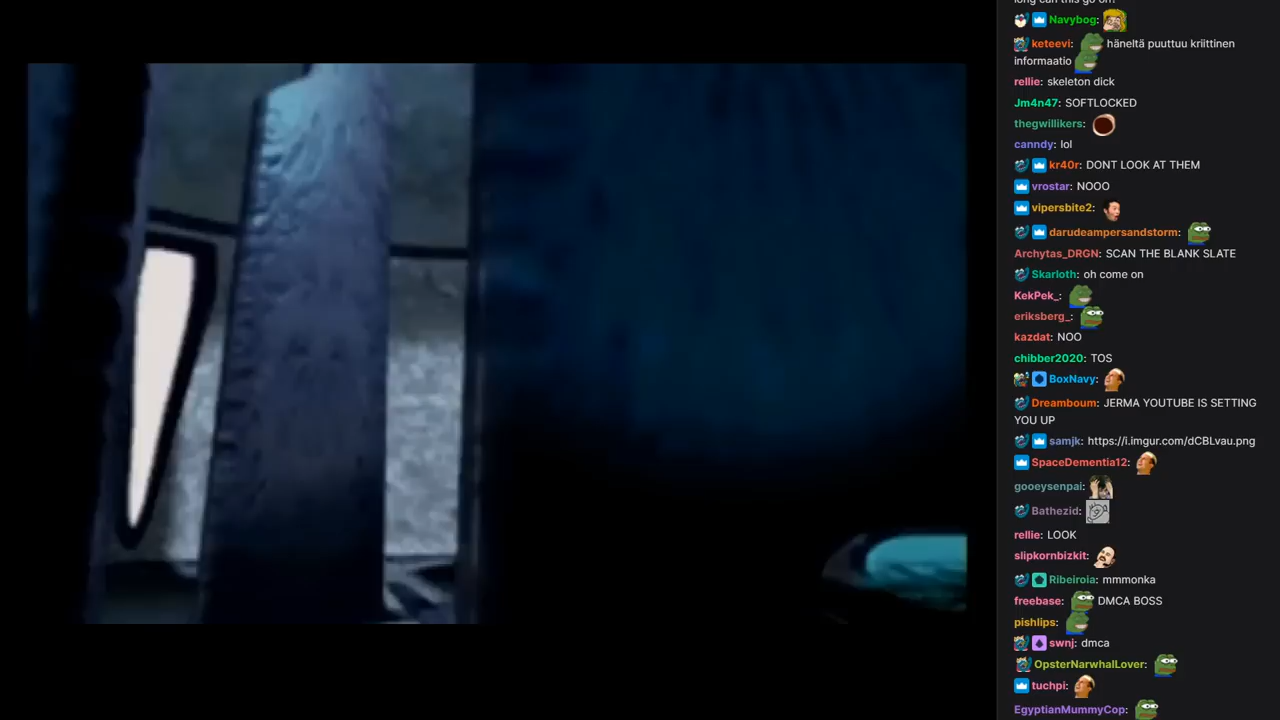 long can this go on!
Navybog:
keteevi: häneltä puuttuu kriittinen
informaatio
rellie: skeleton dick
Jm4n47: SOFTLOCKED
thegwillikers:
canndy: lol
kr40r: DONT LOOK AT THEM
vrostar: NOOO
vipersbite2:
darudeampersandstorm:
Archytas_DRGN: SCAN THE BLANK SLATE
Skarloth: oh come on
KekPek_:
eriksberg_:
kazdat: NOO
chibber2020: TOS
BoxNavy:
Dreamboum: JERMA YOUTUBE IS SETTING
YOU UP
samjk: https://i.imgur.com/dCBLvau.png
SpaceDementia12:
gooeysenpai:
Bathezid:
rellie: LOOK
slipkornbizkit:
Ribeiroia: mmmonka
freebase: DMCA BOSS
pishlips:
swnj: dmca
OpsterNarwhalLover:
tuchpi:
EgyptianMummyCop: